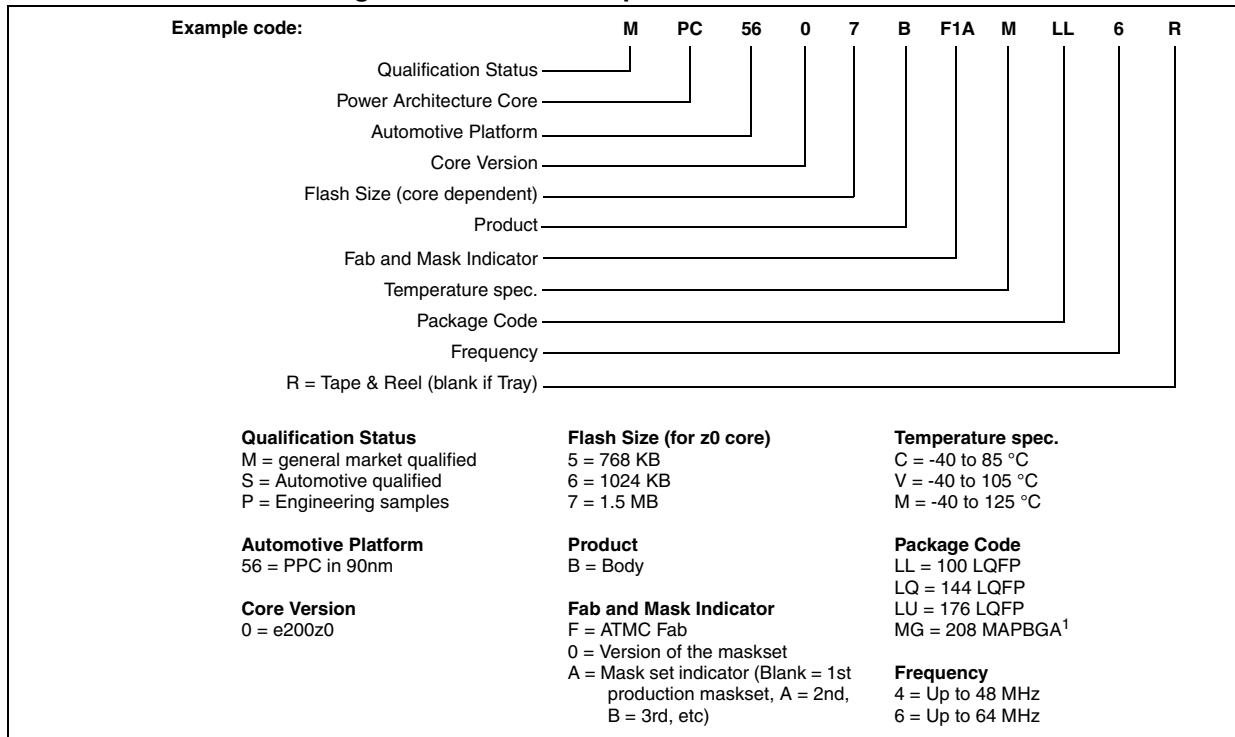 Example code: M PC 56 0 7 B F1A M LL 6 R
Qualification Status
Power Architecture Core
Automotive Platform
Core Version
Flash Size (core dependent)
Product
Fab and Mask Indicator
Temperature spec.
Package Code
Frequency
R = Tape & Reel (blank if Tray)
Qualification Status
M = general market qualified
S = Automotive qualified
P = Engineering samples
Automotive Platform
56 = PPC in 90nm
Core Version
0 = e200z0
Flash Size (for z0 core)
5 = 768 KB
6 = 1024 KB
7 = 1.5 MB
Product
B = Body
Fab and Mask Indicator
F = ATMC Fab
0 = Version of the maskset
A = Mask set indicator (Blank = 1st
production maskset, A = 2nd,
B = 3rd, etc)
Temperature spec.
C = -40 to 85 °C
V = -40 to 105 °C
M = -40 to 125 °C
Package Code
LL = 100 LQFP
LQ = 144 LQFP
LU = 176 LQFP
MG = 208 MAPBGA1
Frequency
4 = Up to 48 MHz
6 = Up to 64 MHz